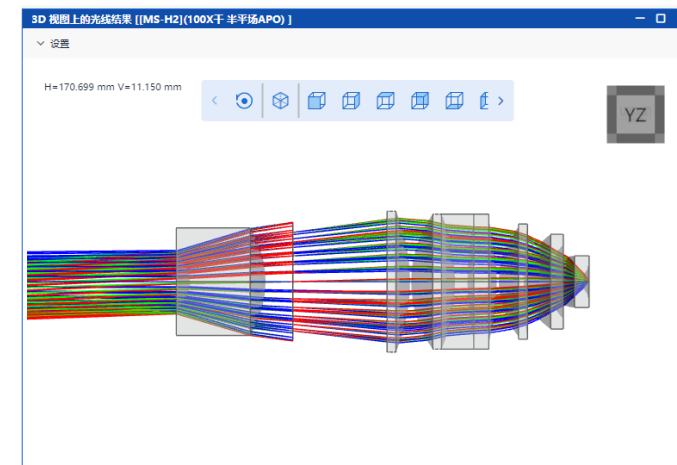 3D 视图上的光线结果 [[MS-H2](100X干 半平场APO) ]
设置
H=170.699 mm V=11.150 mm
YZ